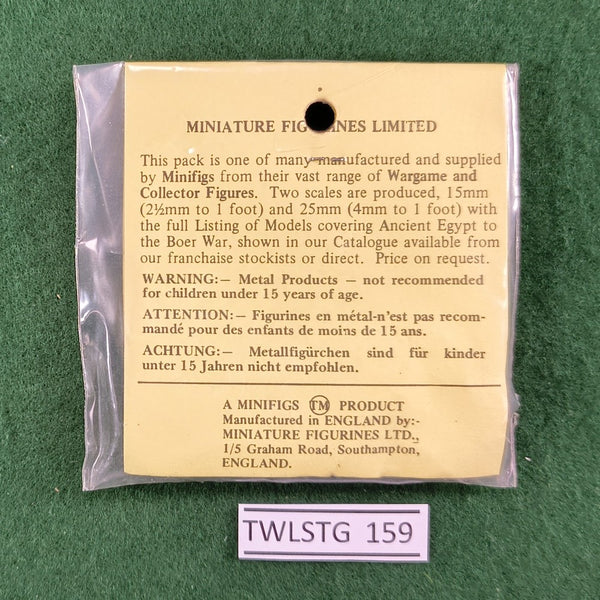 MINIATURE FIGURINES LIMITED
This pack is one of many manufactured and supplied
by Minifigs from their vast range of Wargame and
Collector Figures. Two scales are produced, 15mm
(2½mm to 1 foot) and 25mm (4mm to 1 foot) with
the full Listing of Models covering Ancient Egypt to
the Boer War, shown in our Catalogue available from
our franchaise stockists or direct. Price on request.
WARNING:— Metal Products — not recommended
for children under 15 years of age.
ATTENTION:— Figurines en métal-n'est pas recom-
mandé pour des enfants de moins de 15 ans.
ACHTUNG:— Metallfigürchen sind für kinder
unter 15 Jahren nicht empfohlen.
A MINIFIGS TM PRODUCT
Manufactured in ENGLAND by:-
MINIATURE FIGURINES LTD.,
1/5 Graham Road, Southampton,
ENGLAND.
TWLSTG 159